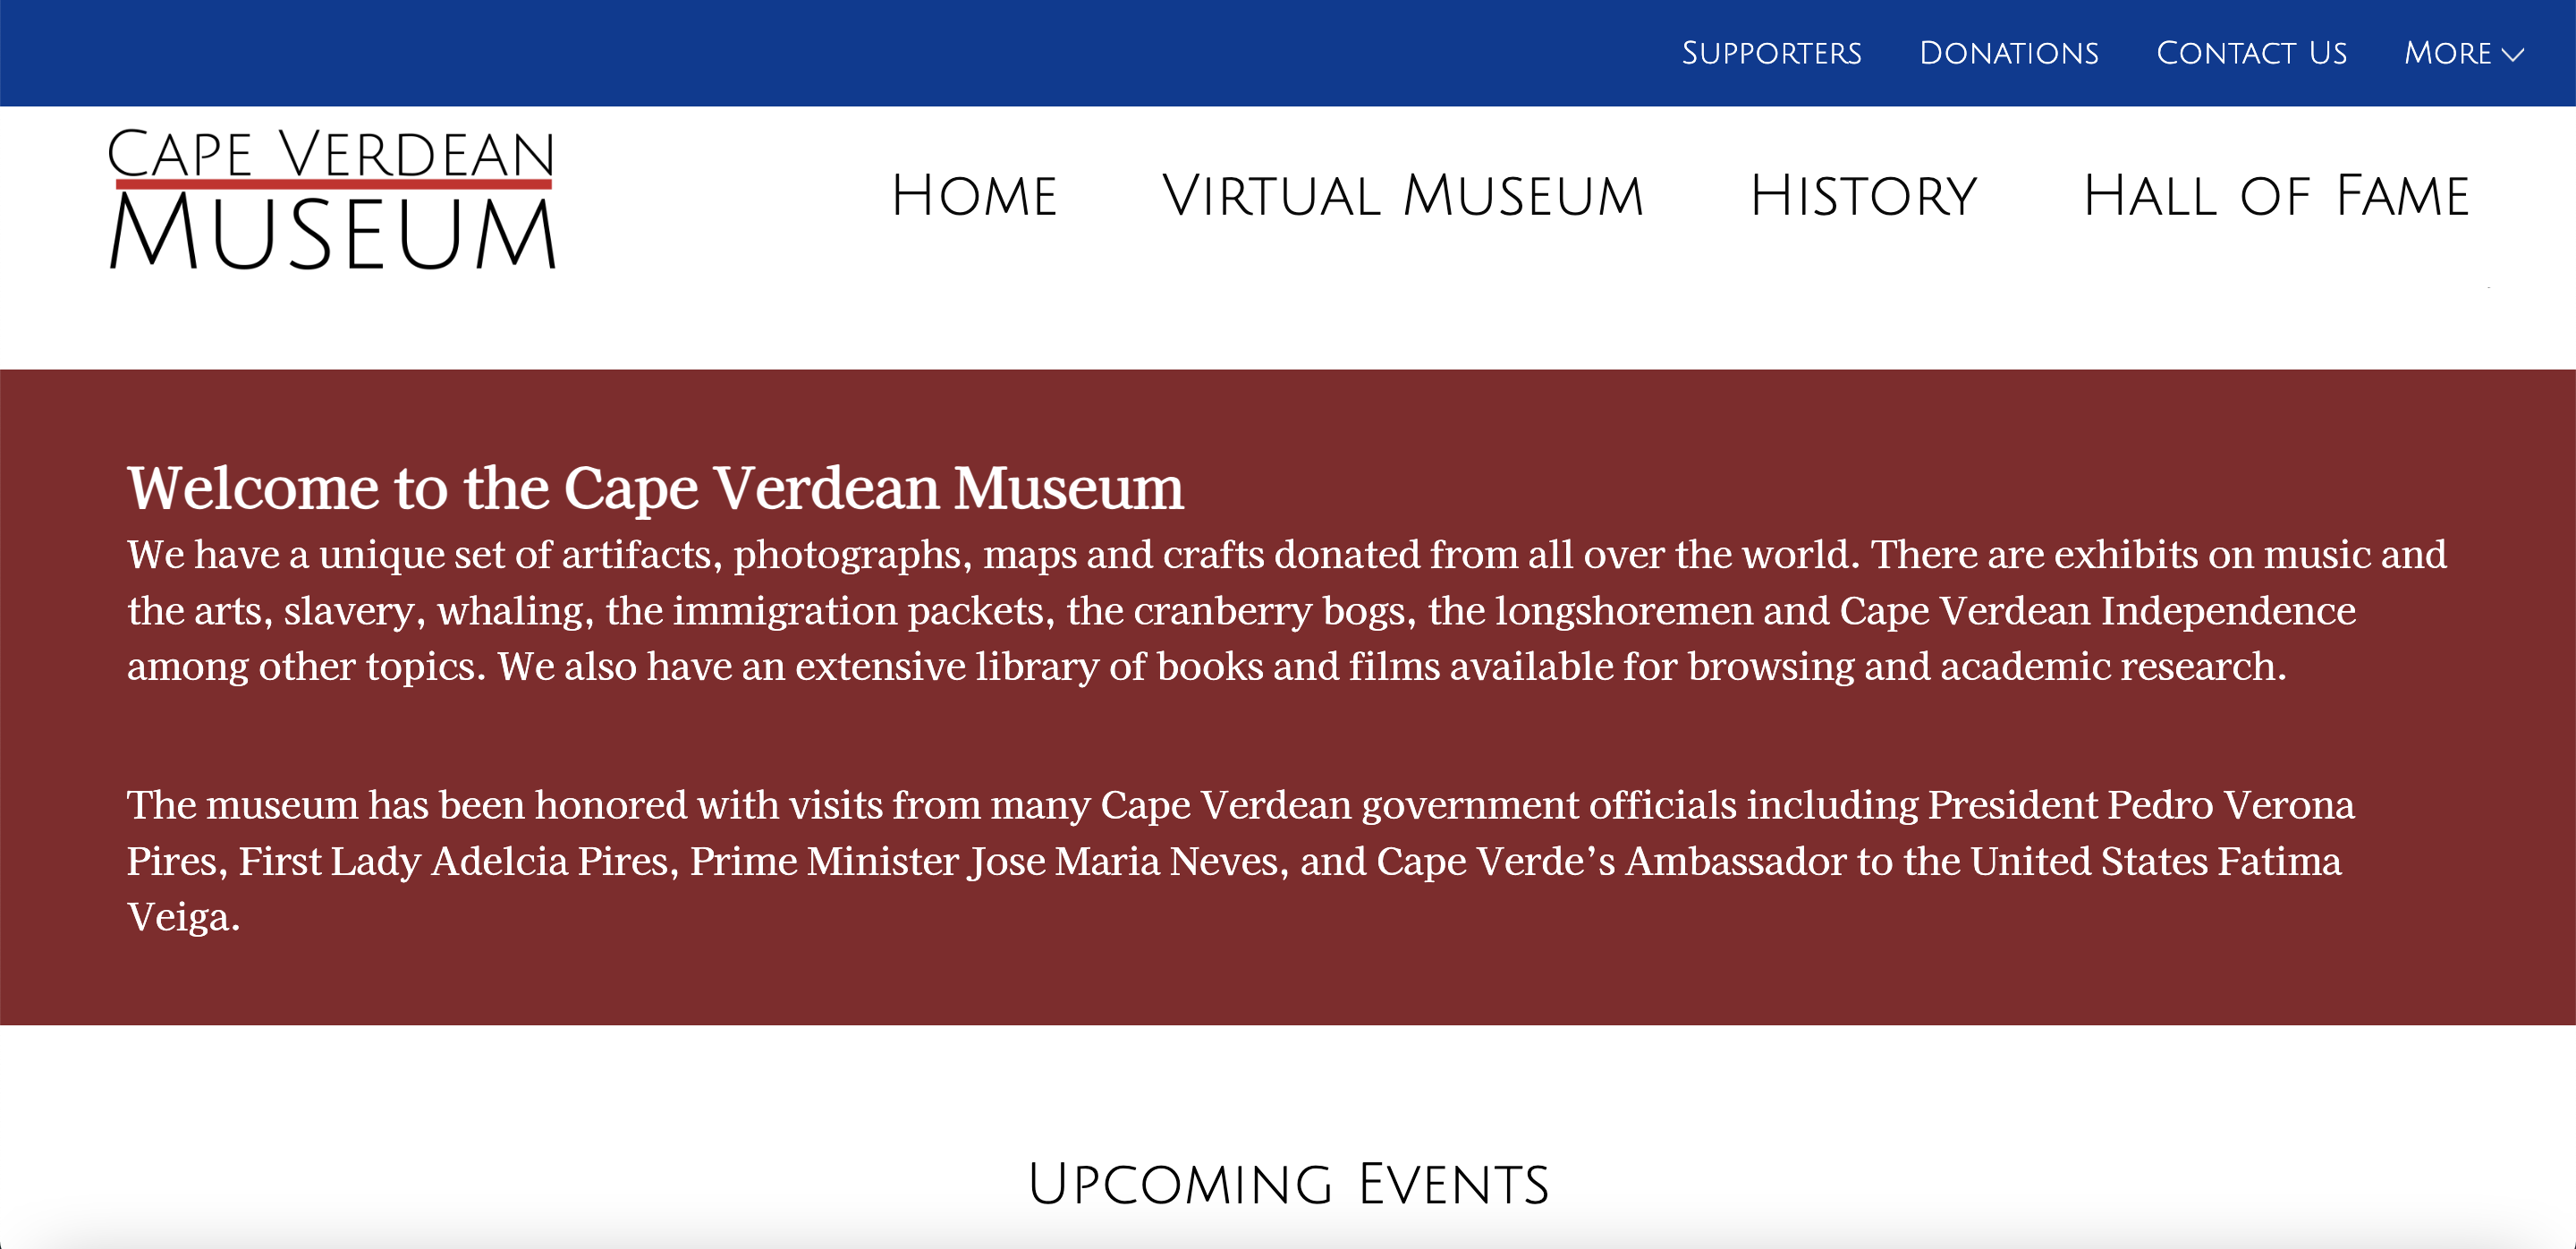 Supporters Donations Contact Us More
Cape Verdean
Museum
Home Virtual Museum History Hall of Fame
Welcome to the Cape Verdean Museum
We have a unique set of artifacts, photographs, maps and crafts donated from all over the world. There are exhibits on music and
the arts, slavery, whaling, the immigration packets, the cranberry bogs, the longshoremen and Cape Verdean Independence
among other topics. We also have an extensive library of books and films available for browsing and academic research.
The museum has been honored with visits from many Cape Verdean government officials including President Pedro Verona
Pires, First Lady Adelcia Pires, Prime Minister Jose Maria Neves, and Cape Verde’s Ambassador to the United States Fatima
Veiga.
Upcoming Events